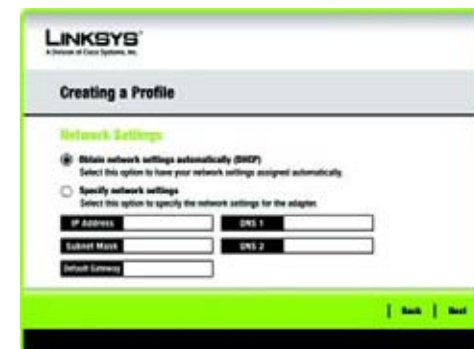 LINKSYS
A Division of Cisco Systems, Inc.
Creating a Profile
Network Settings
Obtain network settings automatically (DHCP)
Select this option to have your network settings assigned automatically.
Specify network settings
Select this option to specify the network settings for the adapter.
IP Address DNS 1
Subnet Mask DNS 2
Default Gateway
Back Next